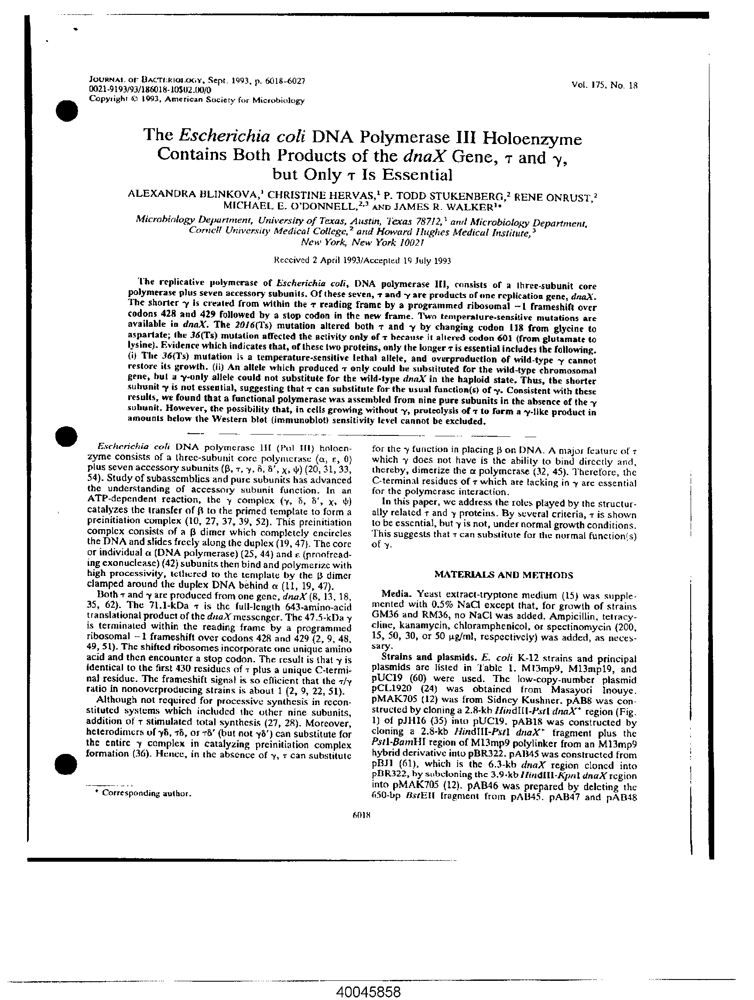 JOURNAL OF BACTERIOLOGY, Sept. 1993, p. 6018-6027
0021-9193/93/186018-10$02.00/0
Copyright © 1993, American Society for Microbiology
Vol. 175, No. 18
The Escherichia coli DNA Polymerase III Holoenzyme
Contains Both Products of the dnaX Gene, τ and γ,
but Only τ Is Essential
ALEXANDRA BLINKOVA,¹ CHRISTINE HERVAS,¹ P. TODD STUKENBERG,² RENE ONRUST,²
MICHAEL E. O'DONNELL,²,³ AND JAMES R. WALKER¹*
Microbiology Department, University of Texas, Austin, Texas 78712,¹ and Microbiology Department,
Cornell University Medical College,² and Howard Hughes Medical Institute,³
New York, New York 10021
Received 2 April 1993/Accepted 19 July 1993
The replicative polymerase of Escherichia coli, DNA polymerase III, consists of a three-subunit core
polymerase plus seven accessory subunits. Of these seven, τ and γ are products of one replication gene, dnaX.
The shorter γ is created from within the τ reading frame by a programmed ribosomal −1 frameshift over
codons 428 and 429 followed by a stop codon in the new frame. Two temperature-sensitive mutations are
available in dnaX. The 2016(Ts) mutation altered both τ and γ by changing codon 118 from glycine to
aspartate; the 36(Ts) mutation affected the activity only of τ because it altered codon 601 (from glutamate to
lysine). Evidence which indicates that, of these two proteins, only the longer τ is essential includes the following.
(i) The 36(Ts) mutation is a temperature-sensitive lethal allele, and overproduction of wild-type γ cannot
restore its growth. (ii) An allele which produced τ only could be substituted for the wild-type chromosomal
gene, but a γ-only allele could not substitute for the wild-type dnaX in the haploid state. Thus, the shorter
subunit γ is not essential, suggesting that τ can substitute for the usual function(s) of γ. Consistent with these
results, we found that a functional polymerase was assembled from nine pure subunits in the absence of the γ
subunit. However, the possibility that, in cells growing without γ, proteolysis of τ to form a γ-like product in
amounts below the Western blot (immunoblot) sensitivity level cannot be excluded.
Escherichia coli DNA polymerase III (Pol III) holoen-
zyme consists of a three-subunit core polymerase (α, ε, θ)
plus seven accessory subunits (β, τ, γ, δ, δ', χ, ψ) (20, 31, 33,
54). Study of subassemblies and pure subunits has advanced
the understanding of accessory subunit function. In an
ATP-dependent reaction, the γ complex (γ, δ, δ', χ, ψ)
catalyzes the transfer of β to the primed template to form a
preinitiation complex (10, 27, 37, 39, 52). This preinitiation
complex consists of a β dimer which completely encircles
the DNA and slides freely along the duplex (19, 47). The core
or individual α (DNA polymerase) (25, 44) and ε (proofread-
ing exonuclease) (42) subunits then bind and polymerize with
high processivity, tethered to the template by the β dimer
clamped around the duplex DNA behind α (11, 19, 47).
Both τ and γ are produced from one gene, dnaX (8, 13, 18,
35, 62). The 71.1-kDa τ is the full-length 643-amino-acid
translational product of the dnaX messenger. The 47.5-kDa γ
is terminated within the reading frame by a programmed
ribosomal −1 frameshift over codons 428 and 429 (2, 9, 48,
49, 51). The shifted ribosomes incorporate one unique amino
acid and then encounter a stop codon. The result is that γ is
identical to the first 430 residues of τ plus a unique C-termi-
nal residue. The frameshift signal is so efficient that the τ/γ
ratio in nonoverproducing strains is about 1 (2, 9, 22, 51).
Although not required for processive synthesis in recon-
stituted systems which included the other nine subunits,
addition of τ stimulated total synthesis (27, 28). Moreover,
heterodimers of γδ, τδ, or τδ' (but not γδ') can substitute for
the entire γ complex in catalyzing preinitiation complex
formation (36). Hence, in the absence of γ, τ can substitute
* Corresponding author.
for the γ function in placing β on DNA. A major feature of τ
which γ does not have is the ability to bind directly and,
thereby, dimerize the α polymerase (32, 45). Therefore, the
C-terminal residues of τ which are lacking in γ are essential
for the polymerase interaction.
In this paper, we address the roles played by the structur-
ally related τ and γ proteins. By several criteria, τ is shown
to be essential, but γ is not, under normal growth conditions.
This suggests that τ can substitute for the normal function(s)
of γ.
MATERIALS AND METHODS
Media. Yeast extract-tryptone medium (15) was supple-
mented with 0.5% NaCl except that, for growth of strains
GM36 and RM36, no NaCl was added. Ampicillin, tetracy-
cline, kanamycin, chloramphenicol, or spectinomycin (200,
15, 50, 30, or 50 μg/ml, respectively) was added, as neces-
sary.
Strains and plasmids. E. coli K-12 strains and principal
plasmids are listed in Table 1. M13mp9, M13mp19, and
pUC19 (60) were used. The low-copy-number plasmid
pCL1920 (24) was obtained from Masayori Inouye.
pMAK705 (12) was from Sidney Kushner. pAB8 was con-
structed by cloning a 2.8-kb HindIII-PstI dnaX⁺ region (Fig.
1) of pJH16 (35) into pUC19. pAB18 was constructed by
cloning a 2.8-kb HindIII-PstI dnaX⁺ fragment plus the
PstI-BamHI region of M13mp9 polylinker from an M13mp9
hybrid derivative into pBR322. pAB45 was constructed from
pBJ1 (61), which is the 6.3-kb dnaX region cloned into
pBR322, by subcloning the 3.9-kb HindIII-KpnI dnaX region
into pMAK705 (12). pAB46 was prepared by deleting the
650-bp BstEII fragment from pAB45. pAB47 and pAB48
6018
40045858